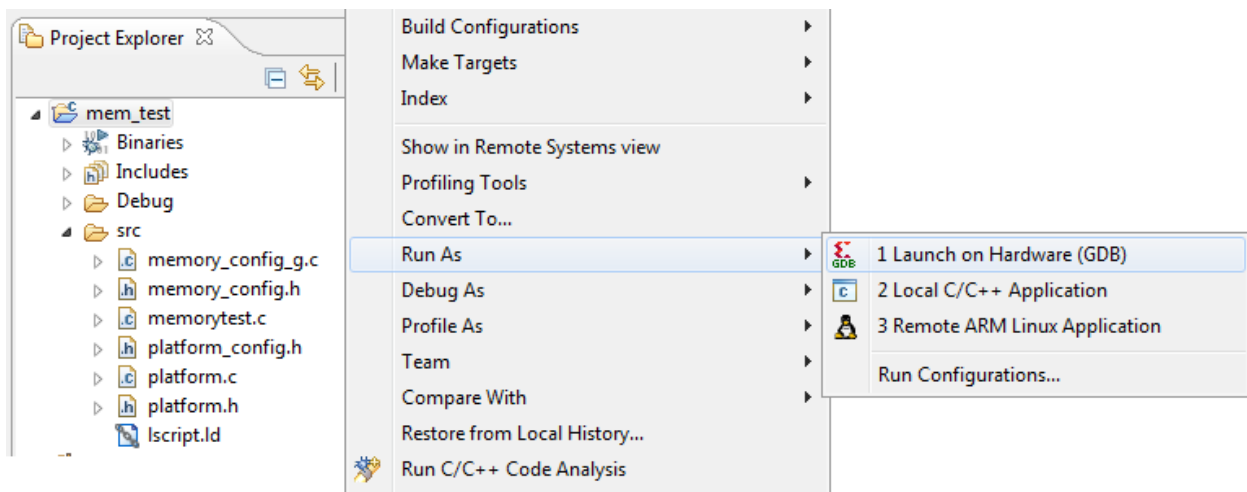 Project Explorer
mem_test
Binaries
Includes
Debug
src
.c memory_config_g.c
.h memory_config.h
.c memorytest.c
.h platform_config.h
.c platform.c
.h platform.h
lscript.ld
Build Configurations
Make Targets
Index
Show in Remote Systems view
Profiling Tools
Convert To...
Run As
Debug As
Profile As
Team
Compare With
Restore from Local History...
Run C/C++ Code Analysis
GDB 1 Launch on Hardware (GDB)
c 2 Local C/C++ Application
3 Remote ARM Linux Application
Run Configurations...